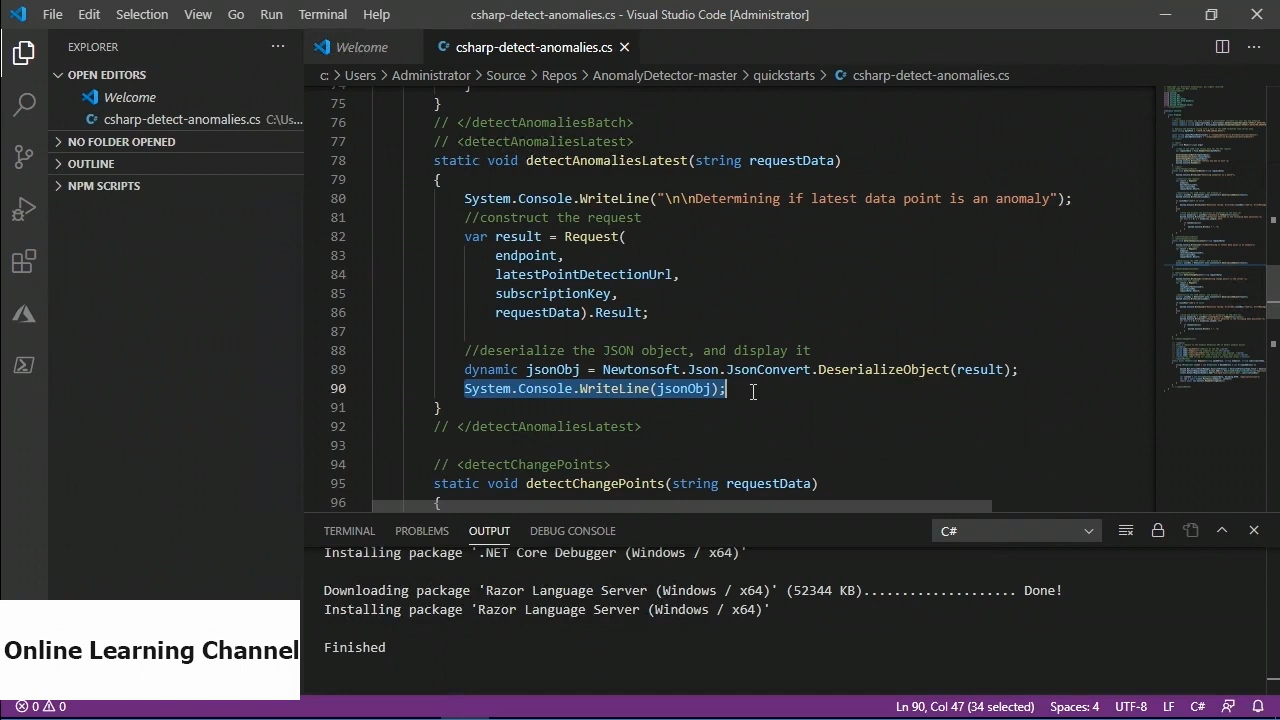 File Edit Selection View Go Run Terminal Help
csharp-detect-anomalies.cs - Visual Studio Code [Administrator]
EXPLORER
OPEN EDITORS
Welcome
csharp-detect-anomalies.cs C:\Us...
NO FOLDER OPENED
OUTLINE
NPM SCRIPTS
Welcome
csharp-detect-anomalies.cs
c: > Users > Administrator > Source > Repos > AnomalyDetector-master > quickstarts > csharp-detect-anomalies.cs
75 }
76 // <detectAnomaliesBatch>
77 // <detectAnomaliesLatest>
78 static void detectAnomaliesLatest(string requestData)
79 {
80 System.Console.WriteLine("\n\nDetermining if latest data point is an anomaly");
81 //construct the request
82 var result = Request(
83 endpoint,
84 latestPointDetectionUrl,
85 subscriptionKey,
86 requestData).Result;
87
88 //deserialize the JSON object, and display it
89 dynamic jsonObj = Newtonsoft.Json.JsonConvert.DeserializeObject(result);
90 System.Console.WriteLine(jsonObj);
91 }
92 // </detectAnomaliesLatest>
93
94 // <detectChangePoints>
95 static void detectChangePoints(string requestData)
96 {
TERMINAL PROBLEMS OUTPUT DEBUG CONSOLE
C#
Installing package '.NET Core Debugger (Windows / x64)'
Downloading package 'Razor Language Server (Windows / x64)' (52344 KB).................... Done!
Installing package 'Razor Language Server (Windows / x64)'
Finished
Online Learning Channel
0 0
Ln 90, Col 47 (34 selected) Spaces: 4 UTF-8 LF C#